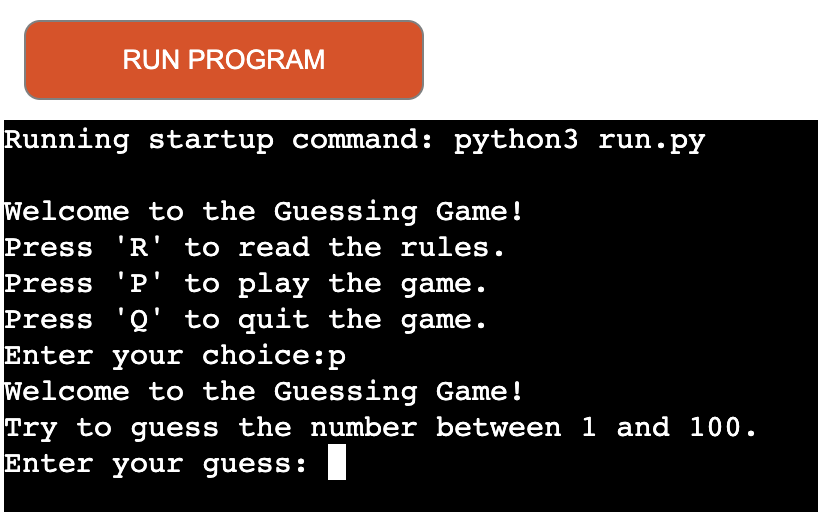 RUN PROGRAM
Running startup command: python3 run.py
Welcome to the Guessing Game!
Press 'R' to read the rules.
Press 'P' to play the game.
Press 'Q' to quit the game.
Enter your choice:p
Welcome to the Guessing Game!
Try to guess the number between 1 and 100.
Enter your guess: